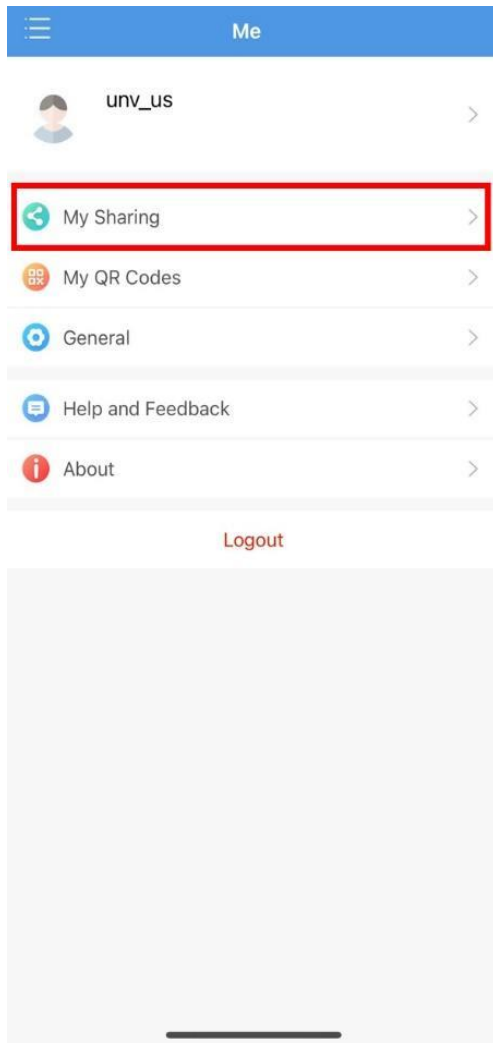 Me
unv_us
My Sharing
My QR Codes
General
Help and Feedback
About
Logout